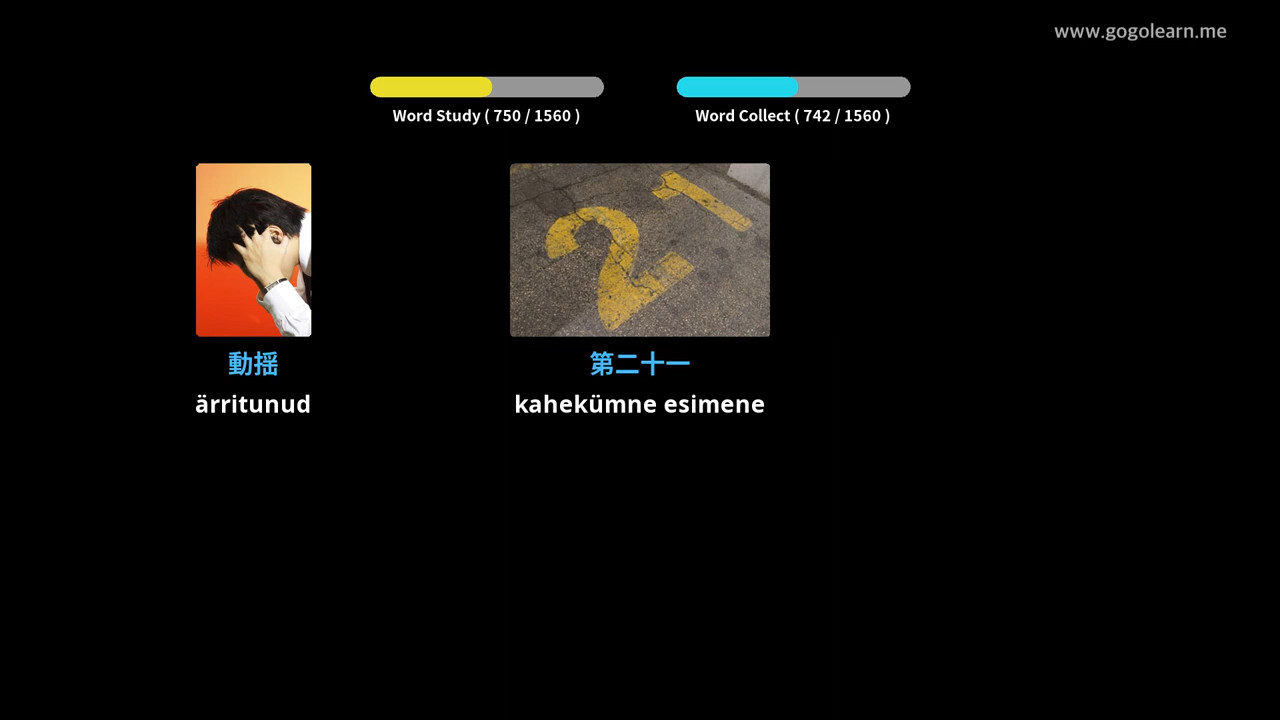 www.gogolearn.me
Word Study ( 750 / 1560 )
Word Collect ( 742 / 1560 )
21
動揺
第二十一
ärritunud
kahekümne esimene